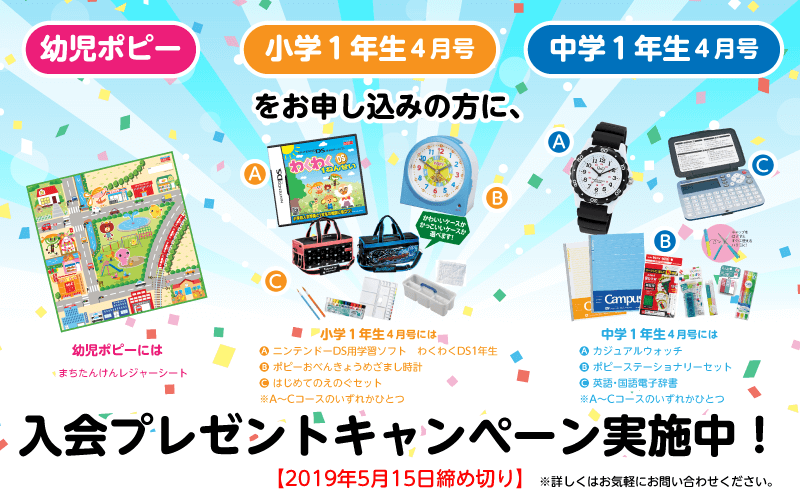 幼児ポピー
小学1年生4月号
中学1年生4月号
をお申し込みの方に、
A
わくわくDS1ねんせい
B
かわいいケースか
かっこいいケースか
選べます!
C
A
C
B
Campus
幼児ポピーには
まちたんけんレジャーシート
小学1年生4月号には
A ニンテンドーDS用学習ソフト わくわくDS1年生
B ポピーおべんきょうめざまし時計
C はじめてのえのぐセット
※A～Cコースのいずれかひとつ
中学1年生4月号には
A カジュアルウォッチ
B ポピーステーショナリーセット
C 英語・国語電子辞書
※A～Cコースのいずれかひとつ
入会プレゼントキャンペーン実施中!
【2019年5月15日締め切り】 ※詳しくはお気軽にお問い合わせください。